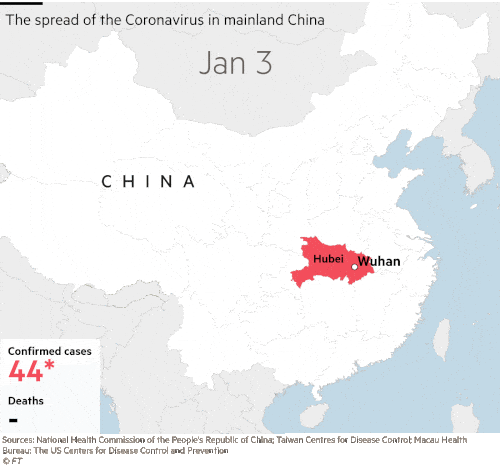 The spread of the Coronavirus in mainland China
Jan 3
CHINA
Hubei
Wuhan
Confirmed cases
44*
Deaths
-
Sources: National Health Commission of the People's Republic of China; Taiwan Centres for Disease Control; Macau Health
Bureau: The US Centers for Disease Control and Prevention
© FT